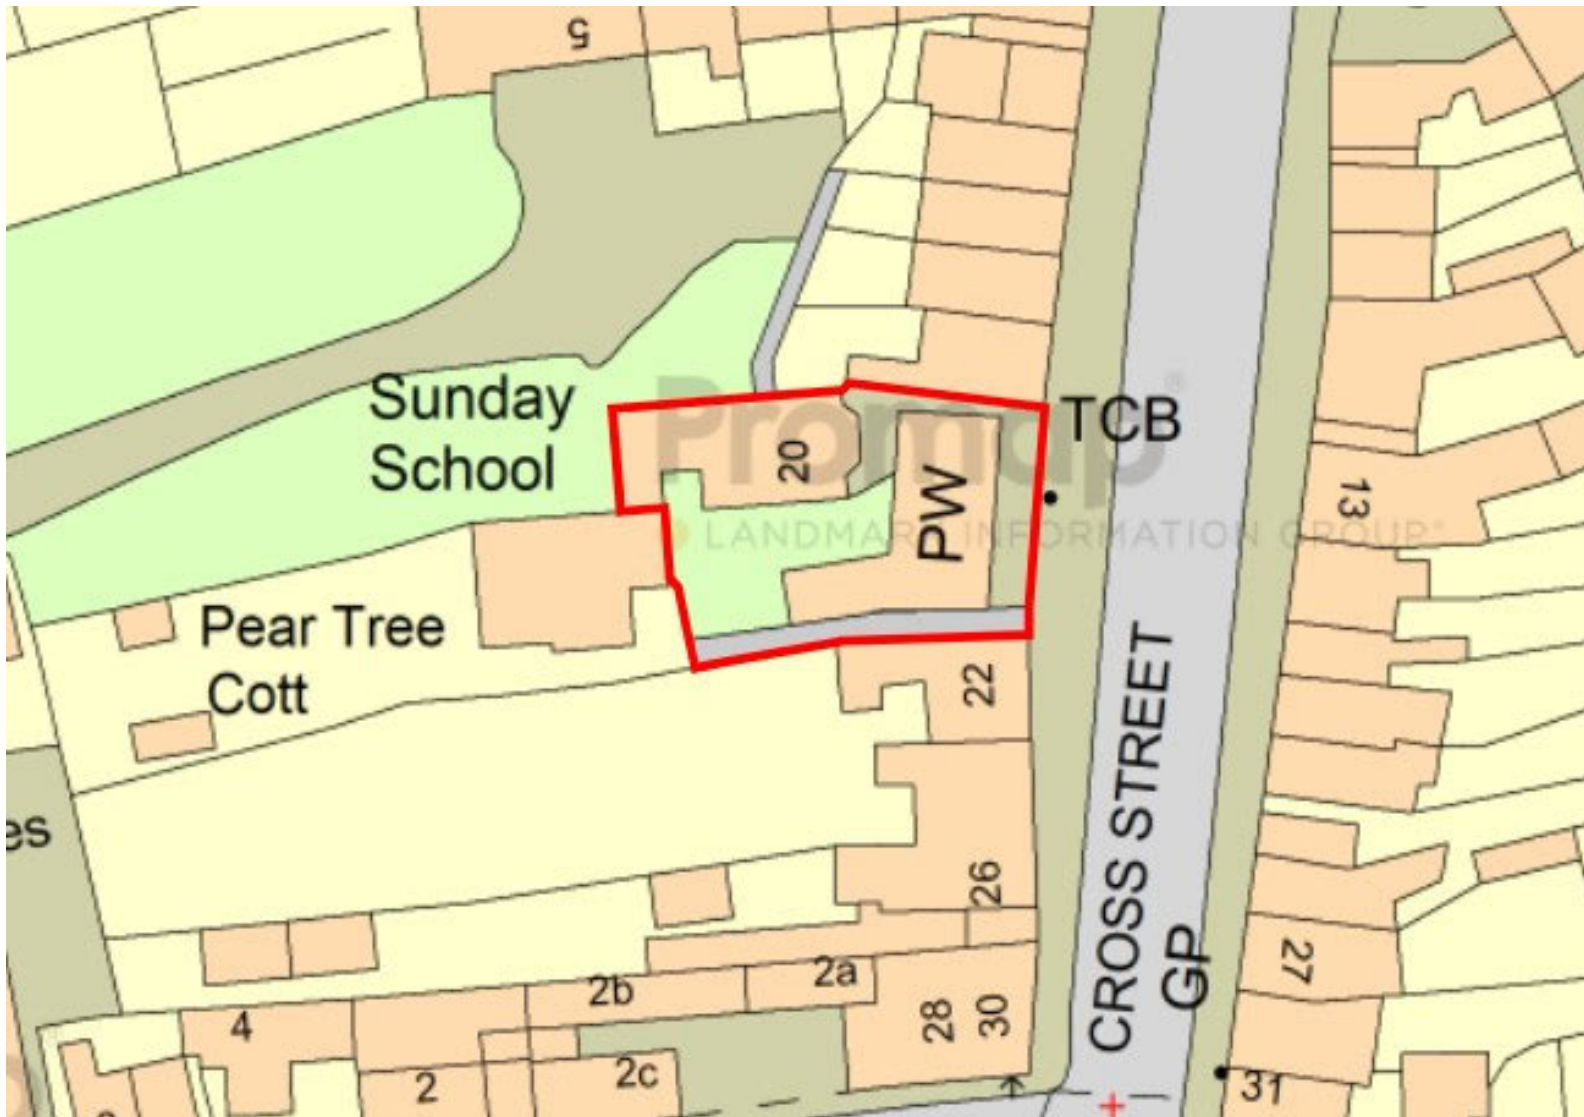 5
Sunday
School
20
PW
TCB
13
Promap®
LANDMARK INFORMATION GROUP®
Pear Tree
Cott
22
CROSS STREET
es
26
GP
27
2b
2a
4
28
30
2
2c
31